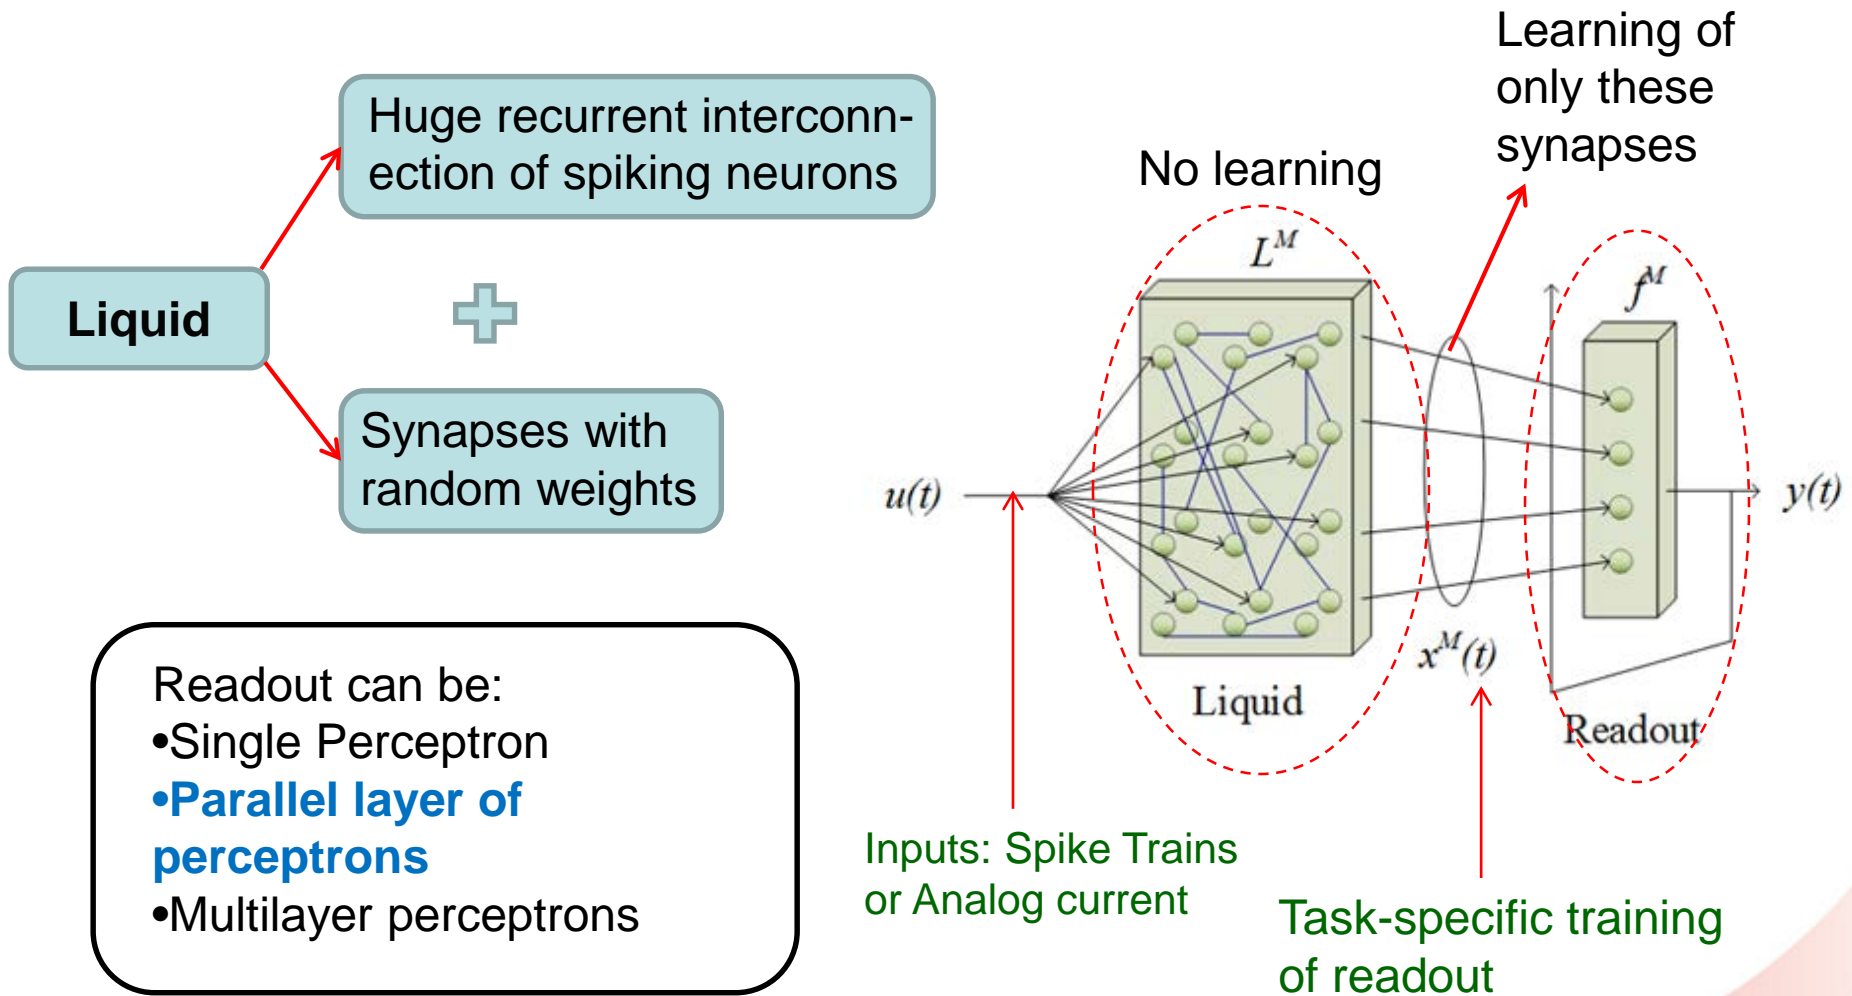 Liquid
Huge recurrent interconn-
ection of spiking neurons
Synapses with
random weights
Readout can be:
•Single Perceptron
•Parallel layer of
perceptrons
•Multilayer perceptrons
No learning
Learning of
only these
synapses
L^M
f^M
u(t)
y(t)
x^M(t)
Liquid
Readout
Inputs: Spike Trains
or Analog current
Task-specific training
of readout